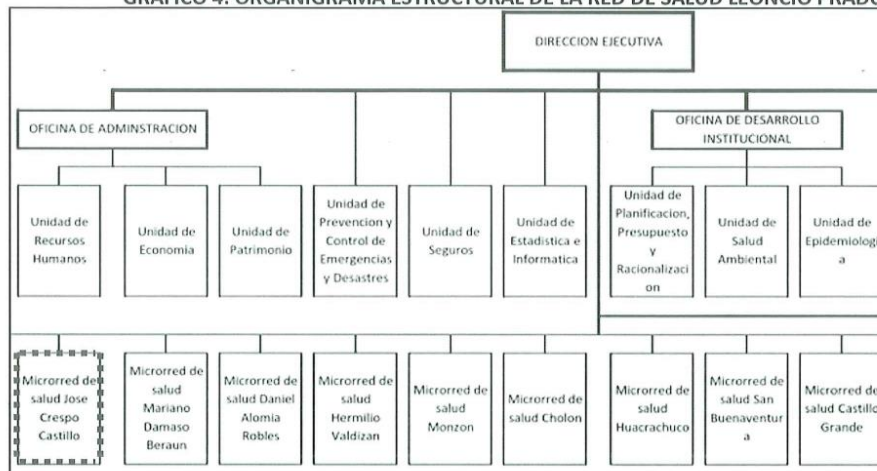 GRAFICO 4. ORGANIGRAMA ESTRUCTURAL DE LA RED DE SALUD LEONCIO PRADO
DIRECCION EJECUTIVA
OFICINA DE ADMINSTRACION
OFICINA DE DESARROLLO
INSTITUCIONAL
Unidad de
Recursos
Humanos
Unidad de
Economia
Unidad de
Patrimonio
Unidad de
Prevencion y
Control de
Emergencias
y Desastres
Unidad de
Seguros
Unidad de
Estadistica e
Informatica
Unidad de
Planificacion,
Presupuesto
y
Racionalizaci
on
Unidad de
Salud
Ambiental
Unidad de
Epidemiologi
a
Microrred de
salud Jose
Crespo
Castillo
Microrred de
salud
Mariano
Damaso
Beraun
Microrred de
salud Daniel
Alomia
Robles
Microrred de
salud
Hermilio
Valdizan
Microrred de
salud
Monzon
Microrred de
salud Cholon
Microrred de
salud
Huacrachuco
Microrred de
salud San
Buenaventur
a
Microrred de
salud Castillo
Grande